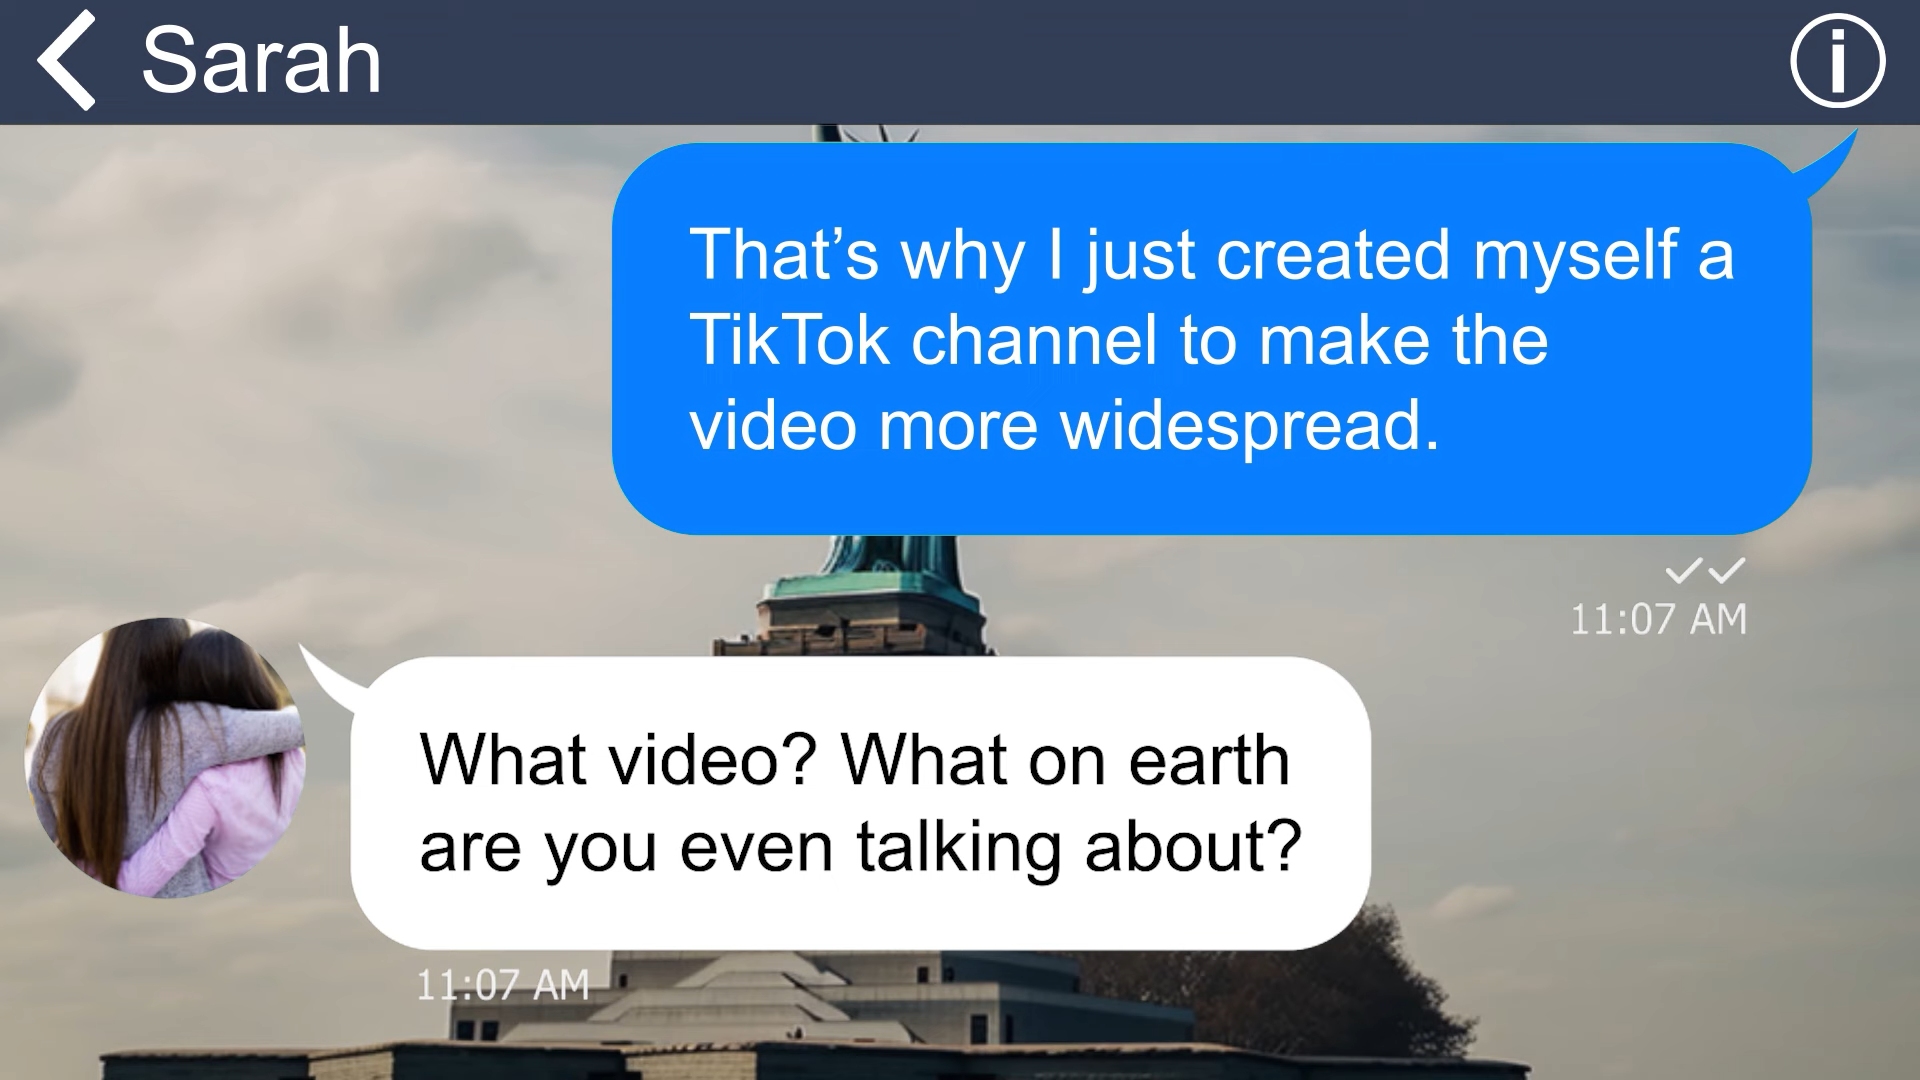 Sarah
That’s why I just created myself a
TikTok channel to make the
video more widespread.
11:07 AM
What video? What on earth
are you even talking about?
11:07 AM